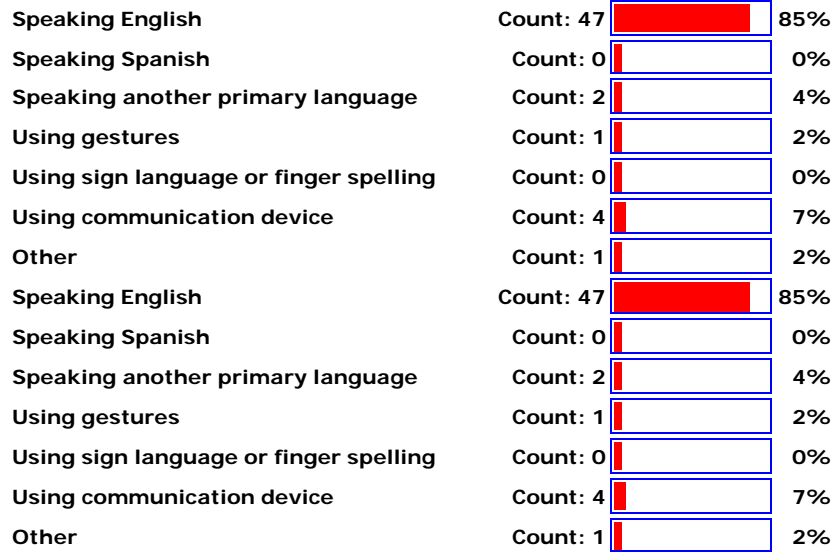 Speaking English Count: 47 85%
Speaking Spanish Count: 0 0%
Speaking another primary language Count: 2 4%
Using gestures Count: 1 2%
Using sign language or finger spelling Count: 0 0%
Using communication device Count: 4 7%
Other Count: 1 2%
Speaking English Count: 47 85%
Speaking Spanish Count: 0 0%
Speaking another primary language Count: 2 4%
Using gestures Count: 1 2%
Using sign language or finger spelling Count: 0 0%
Using communication device Count: 4 7%
Other Count: 1 2%